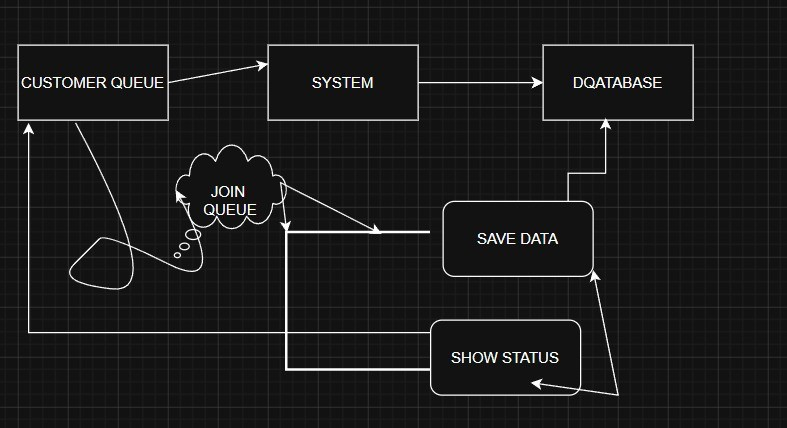 CUSTOMER QUEUE
SYSTEM
DQATABASE
JOIN
QUEUE
SAVE DATA
SHOW STATUS